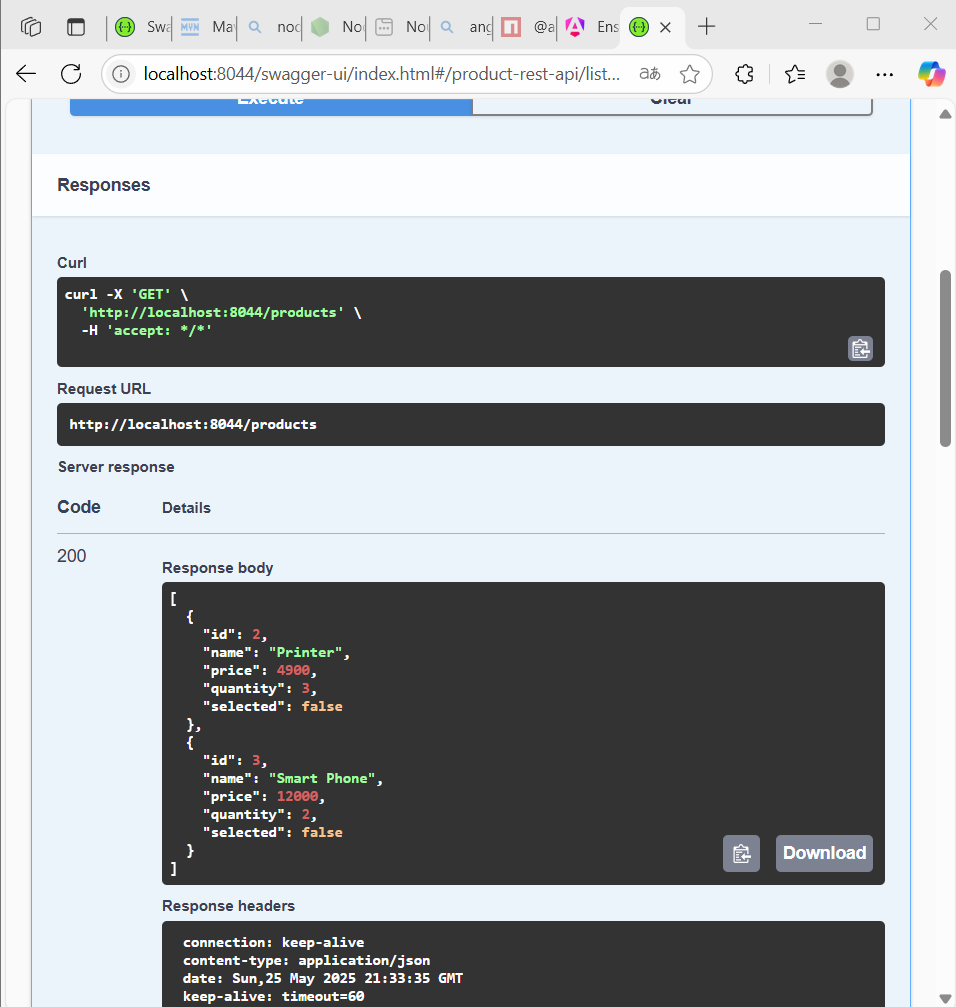 Swa
MVN
Ma
noc
No
No
ang
@a
Ens
localhost:8044/swagger-ui/index.html#/product-rest-api/list...
aあ
Execute
Clear
Responses
Curl
curl -X 'GET' \
'http://localhost:8044/products' \
-H 'accept: */*'
Request URL
http://localhost:8044/products
Server response
Code
Details
200
Response body
[
{
"id": 2,
"name": "Printer",
"price": 4900,
"quantity": 3,
"selected": false
},
{
"id": 3,
"name": "Smart Phone",
"price": 12000,
"quantity": 2,
"selected": false
}
]
Download
Response headers
connection: keep-alive
content-type: application/json
date: Sun,25 May 2025 21:33:35 GMT
keep-alive: timeout=60